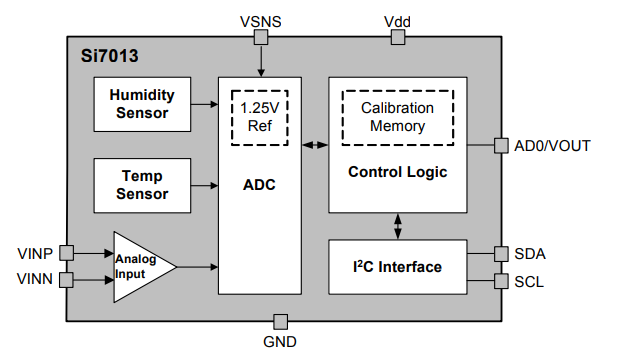 VSNS
Vdd
Si7013
Humidity
Sensor
1.25V
Ref
Calibration
Memory
AD0/VOUT
Temp
Sensor
ADC
Control Logic
VINP
VINN
Analog
Input
I²C Interface
SDA
SCL
GND